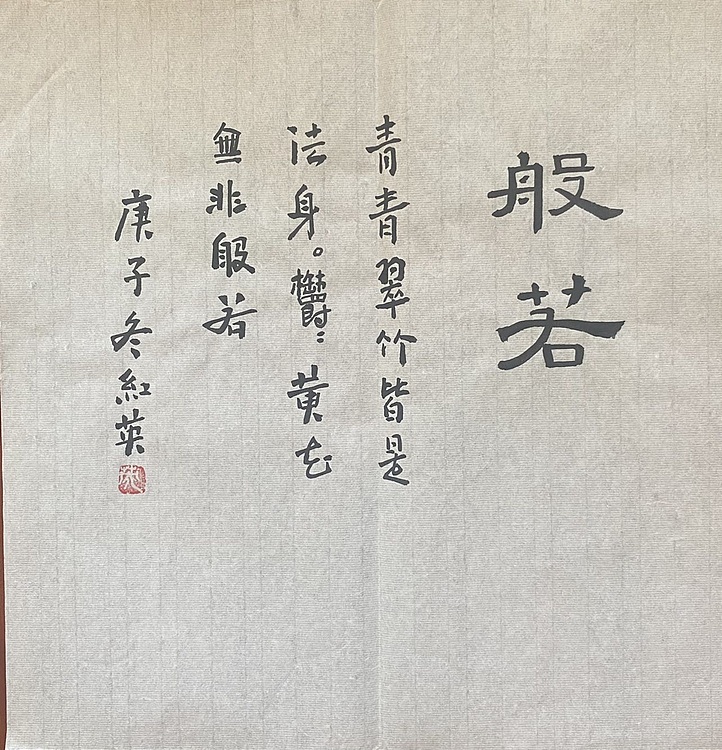 般若
青青翠竹皆是
法身。鬱〻黄花
無非般若
庚子冬紅英